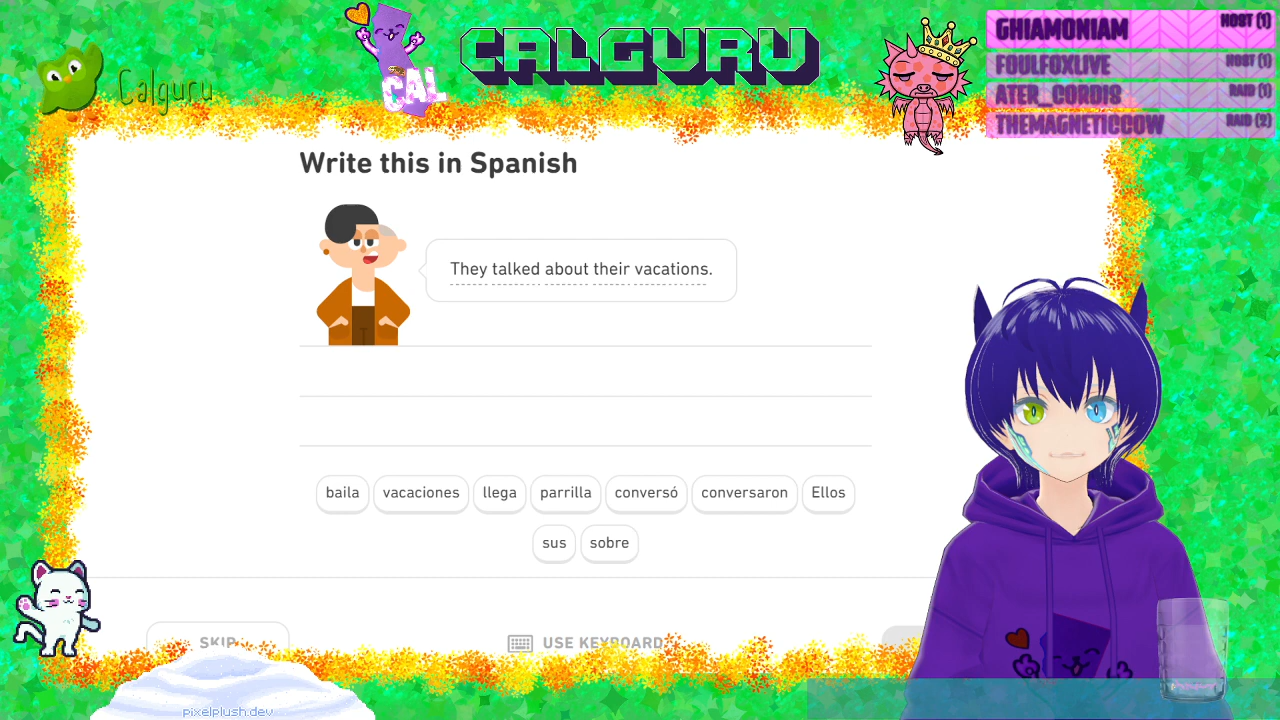 Calguru
CAL
CALGURU
GHIAMONIAM HOST (1)
FOULFOXLIVE HOST (1)
ATER_CORDIS RAID (1)
THEMAGNETICCOW RAID (2)
Write this in Spanish
They talked about their vacations.
baila vacaciones llega parrilla conversó conversaron Ellos
sus sobre
SKIP USE KEYBOARD
pixelplush.dev